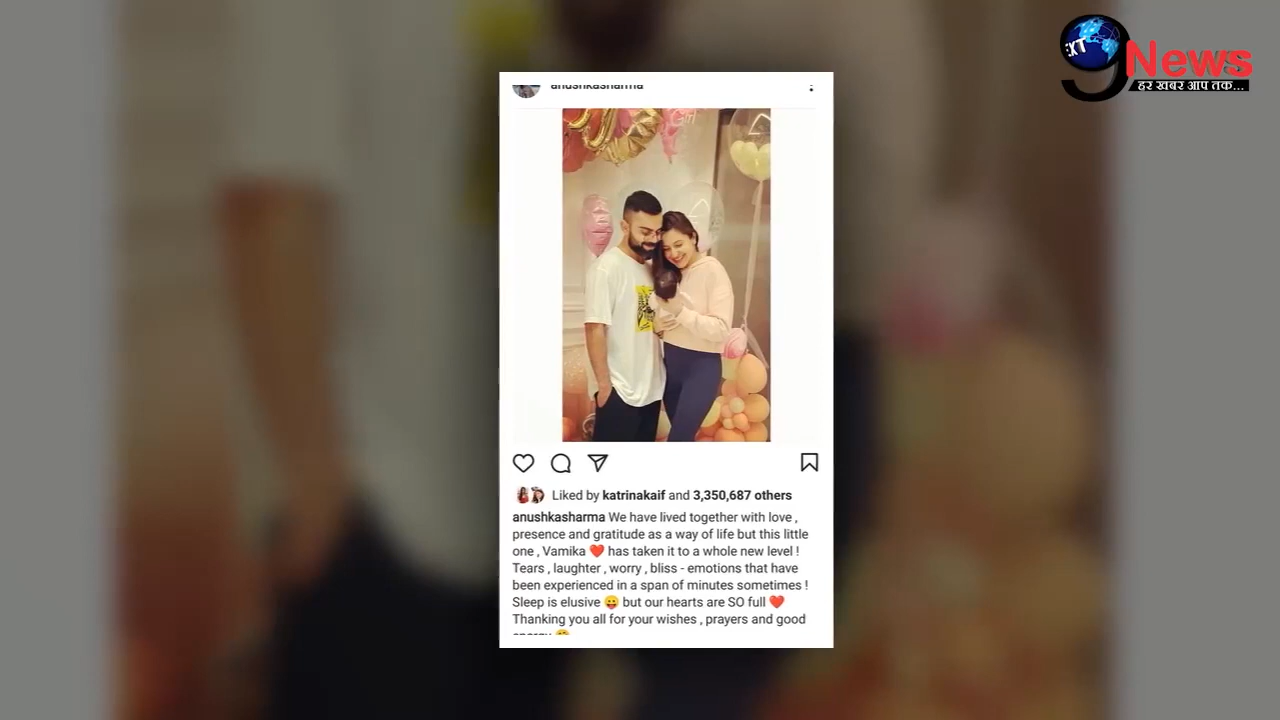 EXT
9 News
हर खबर आप तक...
anushkasharma
Liked by katrinakaif and 3,350,687 others
anushkasharma We have lived together with love ,
presence and gratitude as a way of life but this little
one , Vamika ❤️ has taken it to a whole new level !
Tears , laughter , worry , bliss - emotions that have
been experienced in a span of minutes sometimes !
Sleep is elusive 😛 but our hearts are SO full ❤️
Thanking you all for your wishes , prayers and good
energy